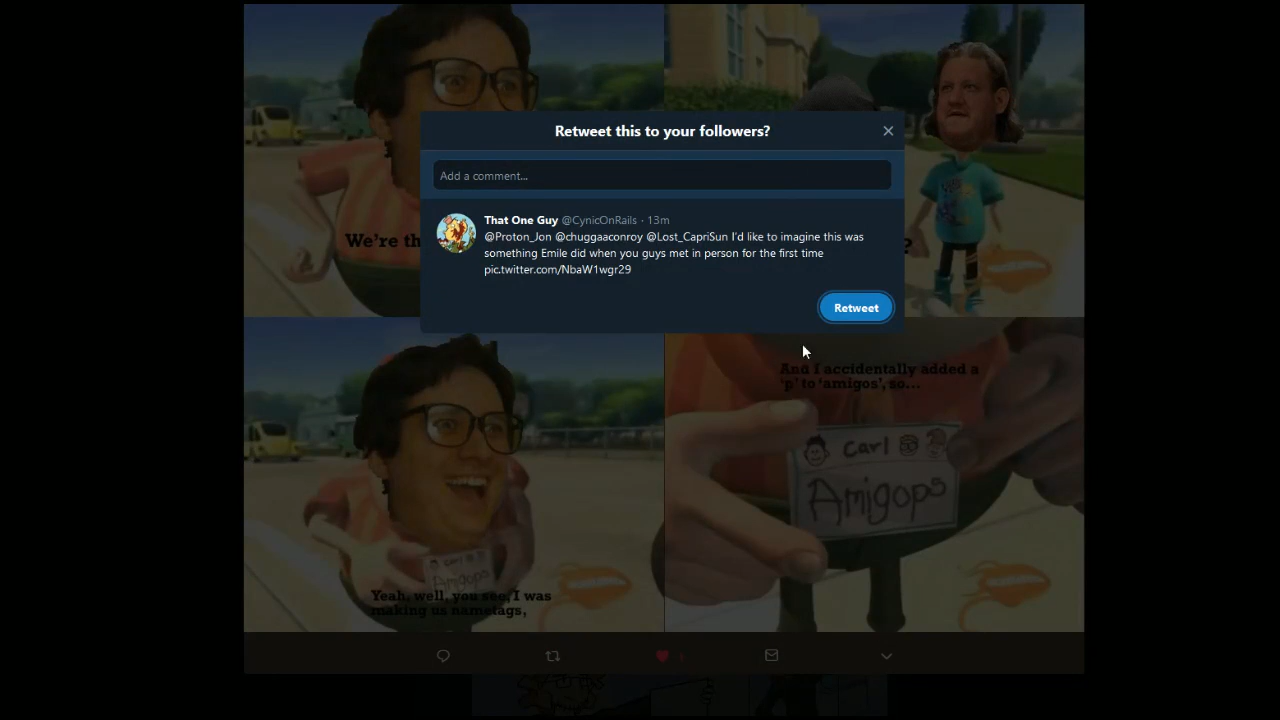 Retweet this to your followers?
Add a comment...
That One Guy @CynicOnRails · 13m
@Proton_Jon @chuggaaconroy @Lost_CapriSun I'd like to imagine this was
something Emile did when you guys met in person for the first time
pic.twitter.com/NbaW1wgr29
Retweet
We're
?
And I accidentally added a
'p' to 'amigos', so...
Carl
Amigops
Carl
Amigops
Yeah, well, you see, I was
making us nametags,